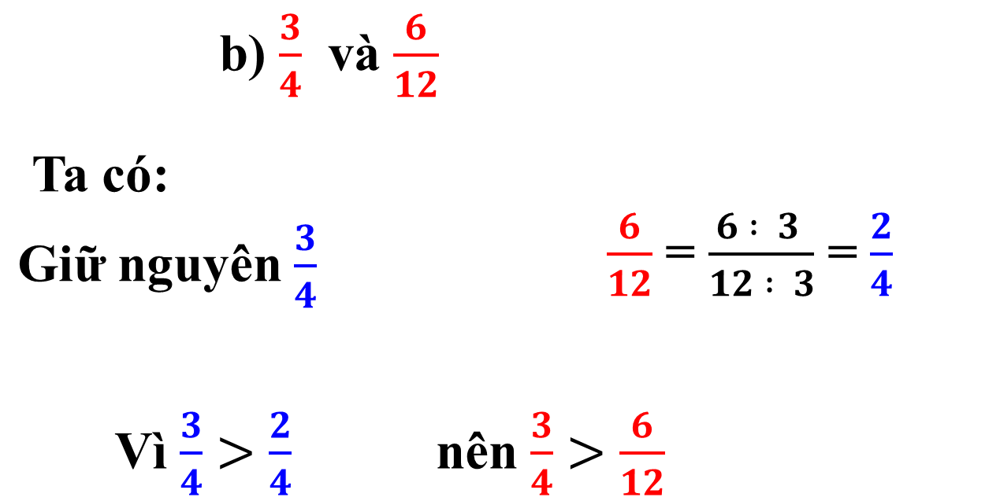 b) 3/4 và 6/12
Ta có:
Giữ nguyên 3/4
6/12 = (6 : 3)/(12 : 3) = 2/4
Vì 3/4 > 2/4 nên 3/4 > 6/12